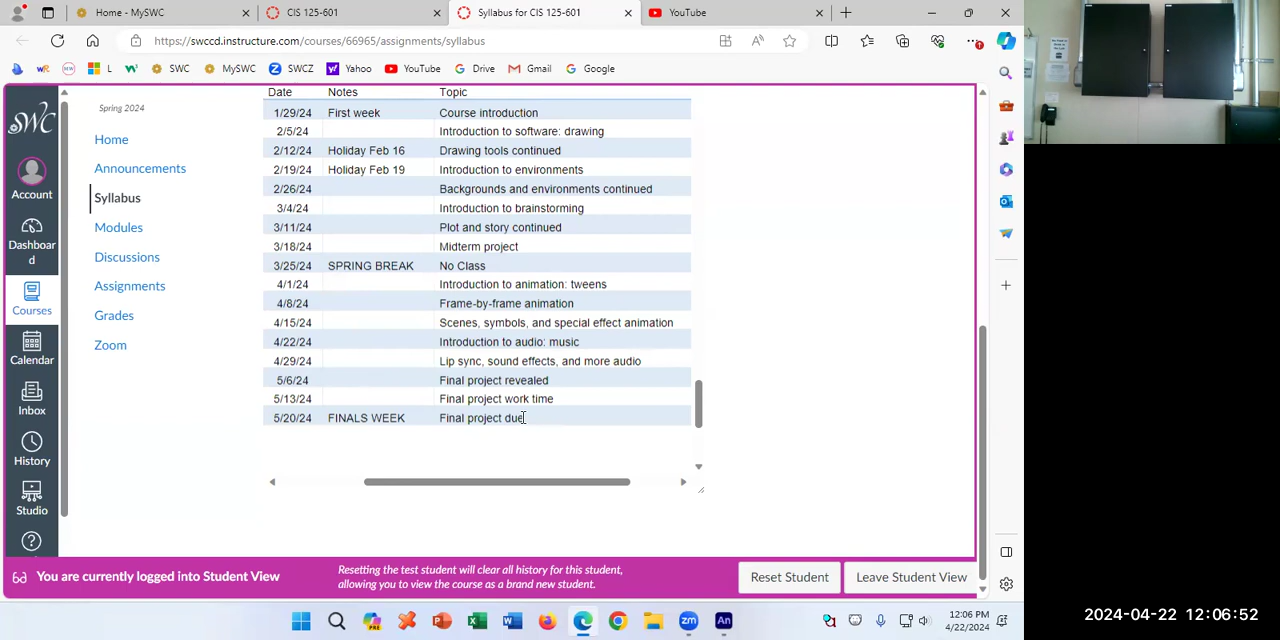 Home - MySWC
CIS 125-601
Syllabus for CIS 125-601
YouTube
https://swccd.instructure.com/courses/66965/assignments/syllabus
L
SWC
MySWC
SWCZ
Yahoo
YouTube
Drive
Gmail
Google
SWC
Account
Dashboar
d
Courses
Calendar
Inbox
History
Studio
Spring 2024
Home
Announcements
Syllabus
Modules
Discussions
Assignments
Grades
Zoom
Date Notes Topic
1/29/24 First week Course introduction
2/5/24 Introduction to software: drawing
2/12/24 Holiday Feb 16 Drawing tools continued
2/19/24 Holiday Feb 19 Introduction to environments
2/26/24 Backgrounds and environments continued
3/4/24 Introduction to brainstorming
3/11/24 Plot and story continued
3/18/24 Midterm project
3/25/24 SPRING BREAK No Class
4/1/24 Introduction to animation: tweens
4/8/24 Frame-by-frame animation
4/15/24 Scenes, symbols, and special effect animation
4/22/24 Introduction to audio: music
4/29/24 Lip sync, sound effects, and more audio
5/6/24 Final project revealed
5/13/24 Final project work time
5/20/24 FINALS WEEK Final project due
You are currently logged into Student View
Resetting the test student will clear all history for this student,
allowing you to view the course as a brand new student.
Reset Student
Leave Student View
12:06 PM
4/22/2024
2024-04-22 12:06:52